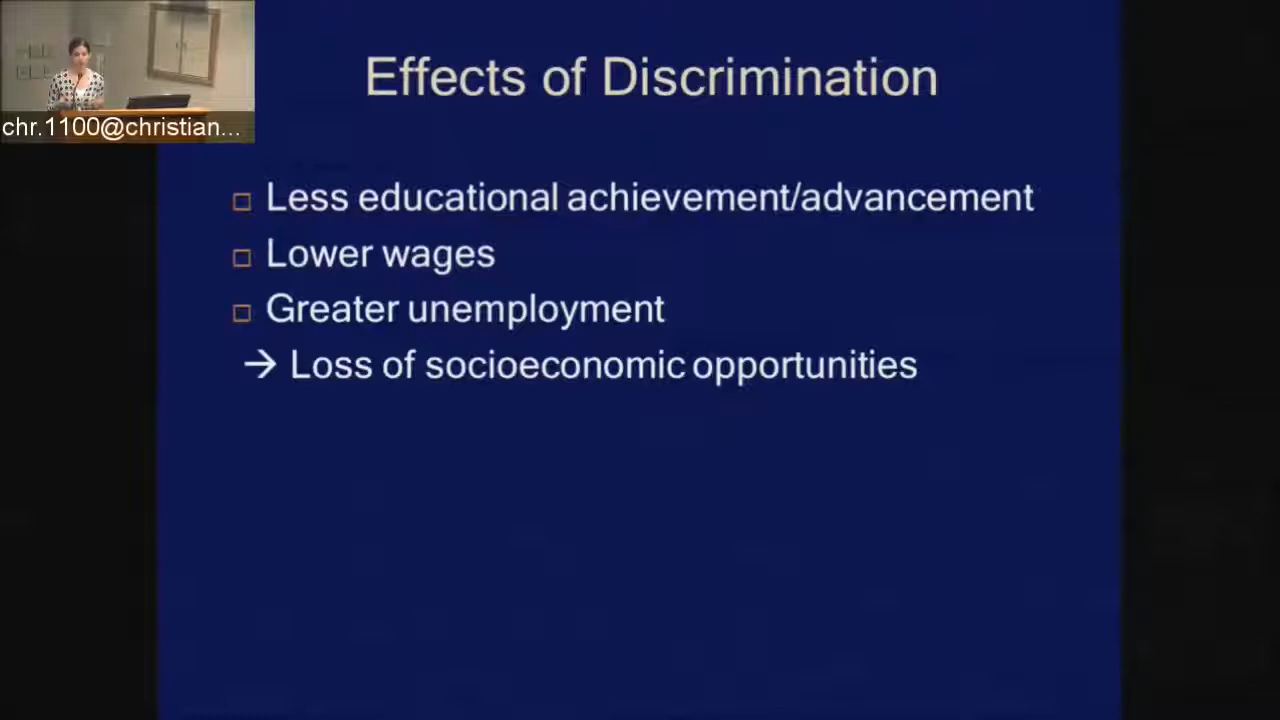 Effects of Discrimination
chr.1100@christian...
Less educational achievement/advancement
Lower wages
Greater unemployment
→ Loss of socioeconomic opportunities